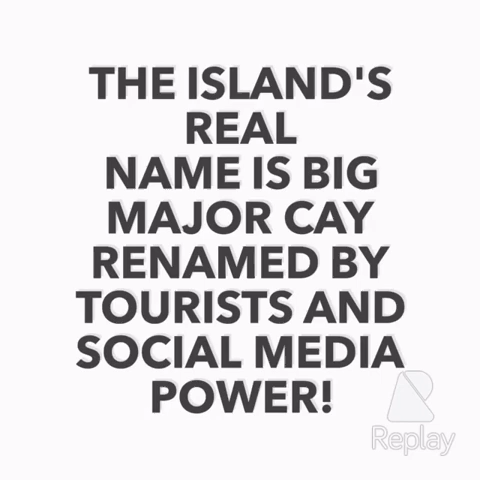 THE ISLAND'S
REAL
NAME IS BIG
MAJOR CAY
RENAMED BY
TOURISTS AND
SOCIAL MEDIA
POWER!
Replay